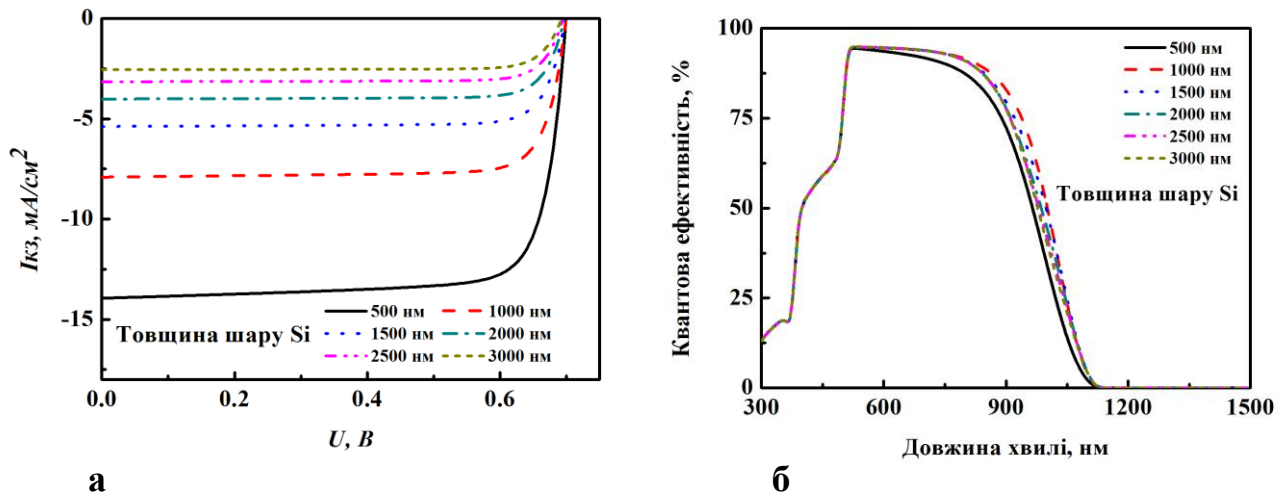 0
-5
-10
-15
Iкз, мА/см²
500 нм 1000 нм
1500 нм 2000 нм
2500 нм 3000 нм
Товщина шару Si
0.0 0.2 0.4 0.6
U, В
а
100
75
50
25
0
Квантова ефективність, %
500 нм
1000 нм
1500 нм
2000 нм
2500 нм
3000 нм
Товщина шару Si
300 600 900 1200 1500
Довжина хвилі, нм
б